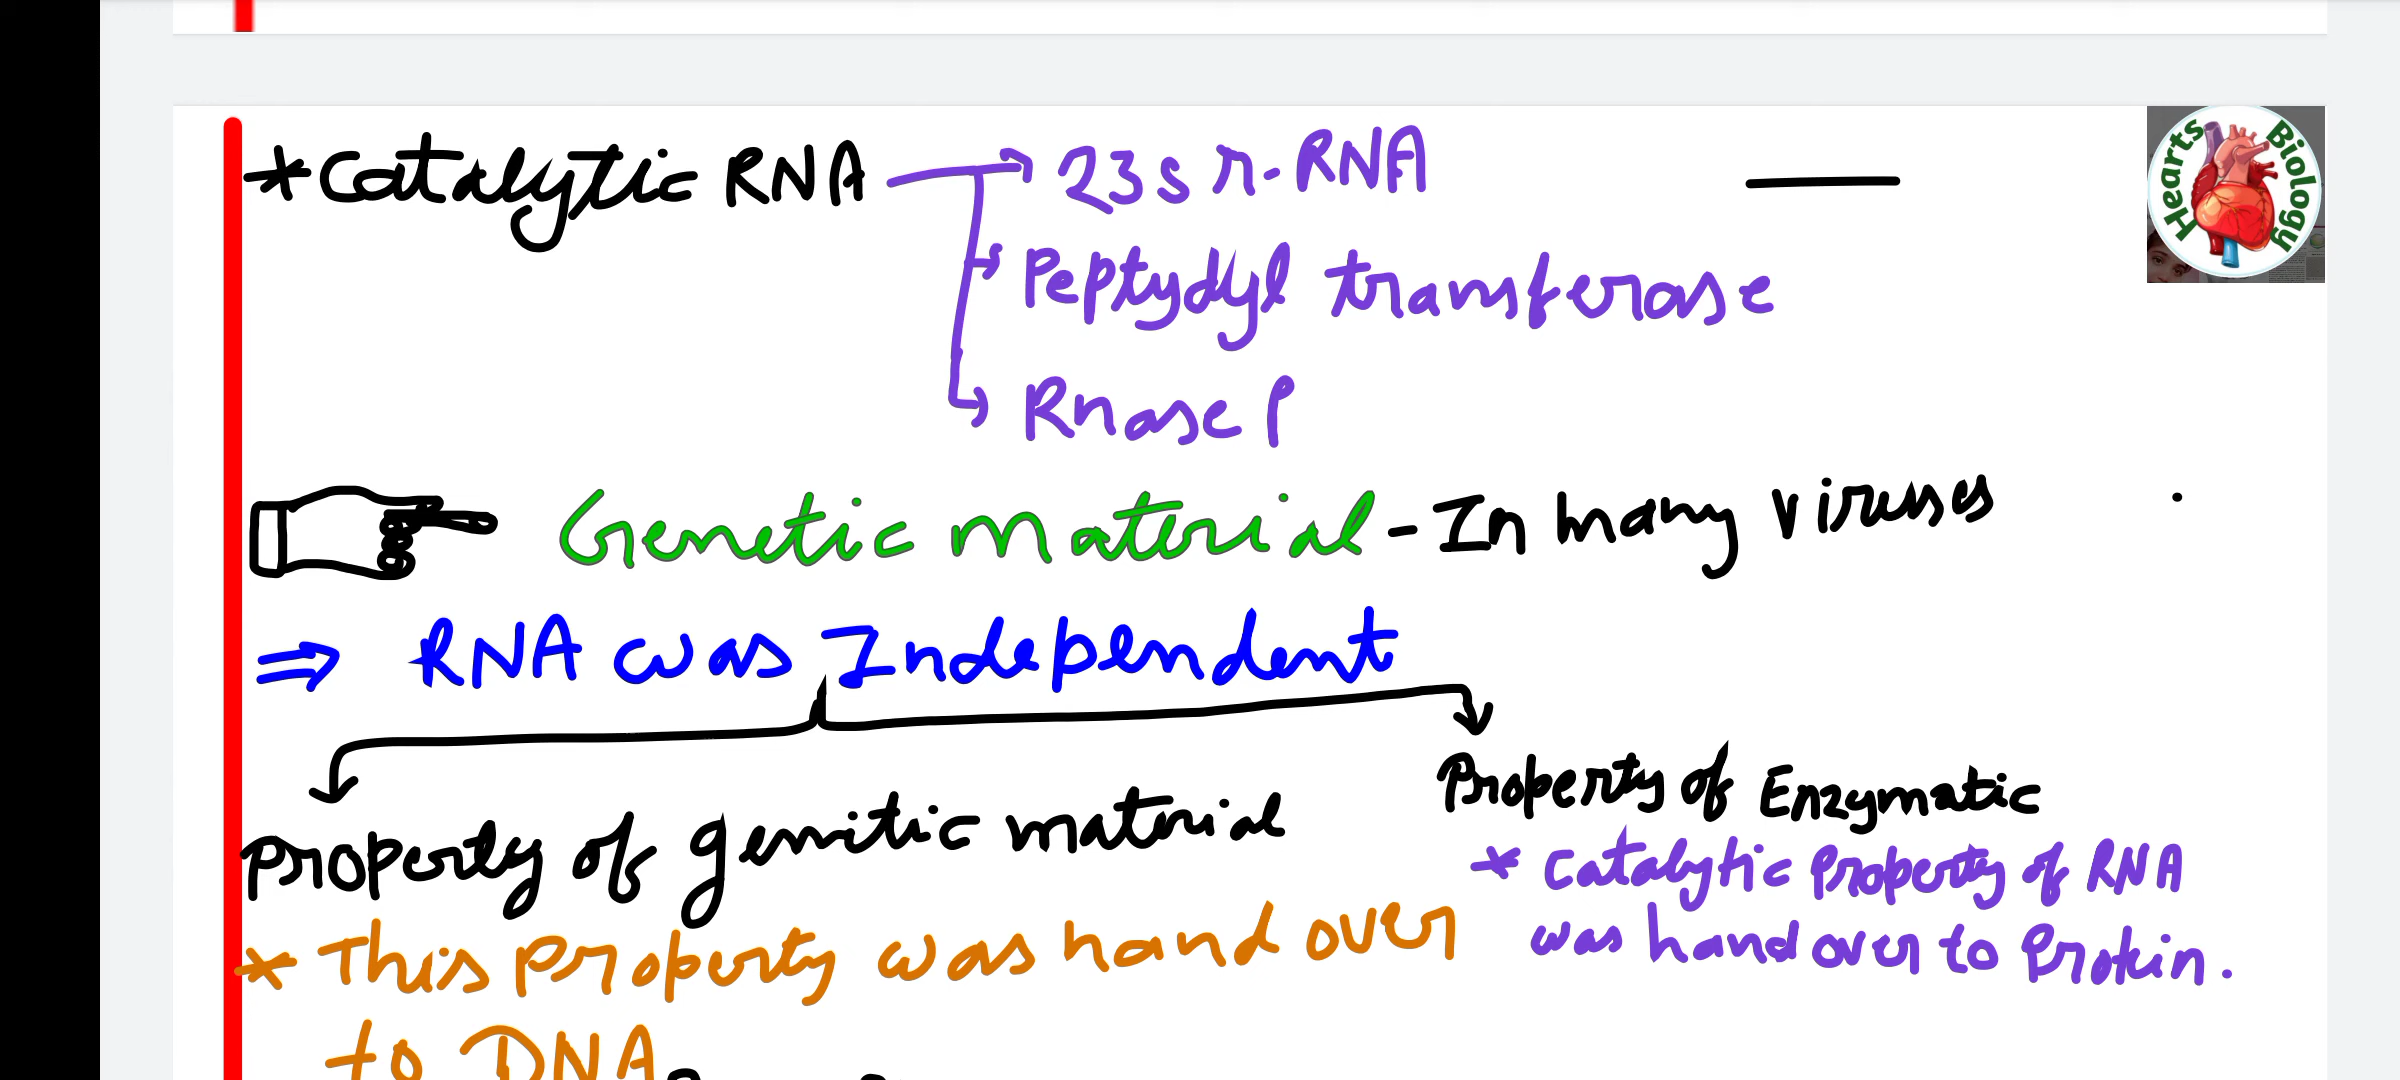 *Catalytic RNA → 23s r-RNA
Peptydyl transferase
Rnase P
Genetic Material - In many viruses
⇒ RNA was Independent
Property of genitic material
Property of Enzymatic
* This Property was hand over
to DNA
* Catalytic Property of RNA
was hand over to Protein.
Hearts Biology